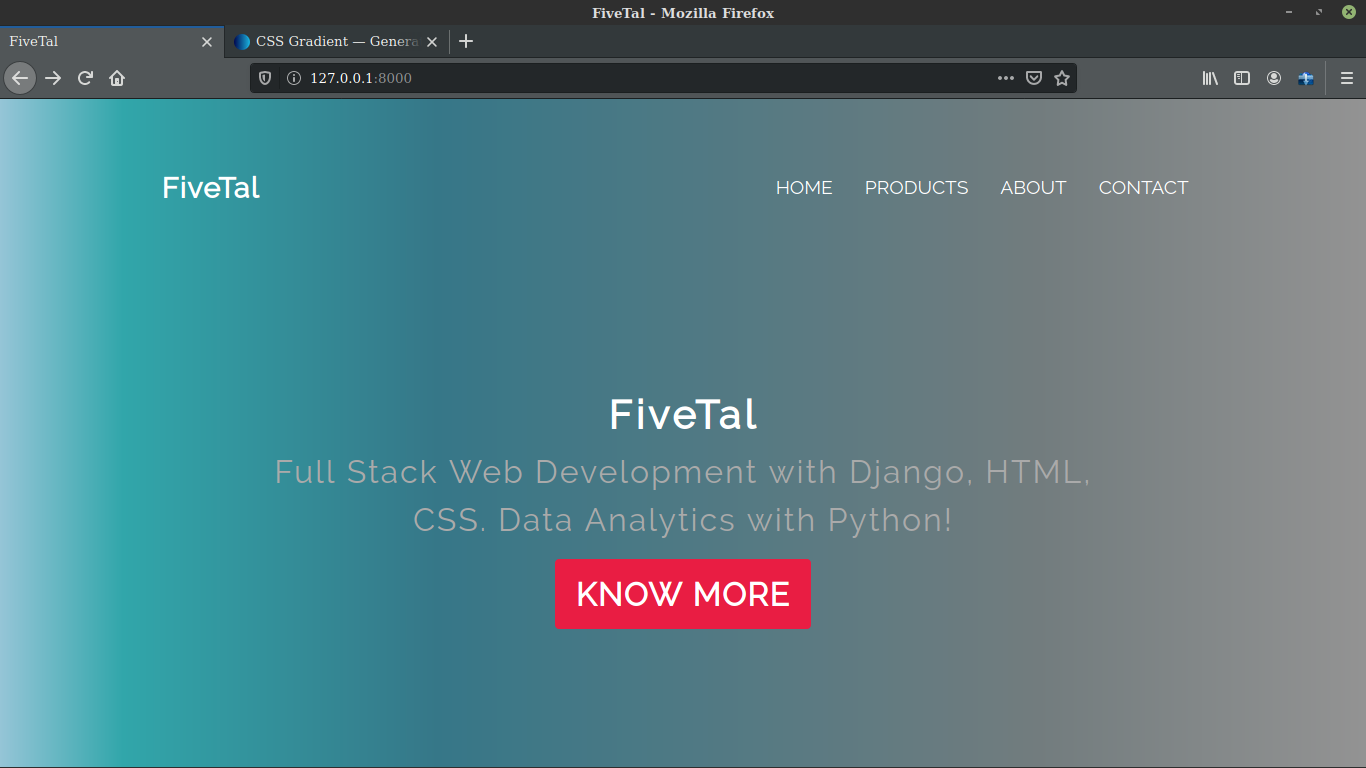 FiveTal - Mozilla Firefox
FiveTal
CSS Gradient — Genera
127.0.0.1:8000
FiveTal
HOME PRODUCTS ABOUT CONTACT
FiveTal
Full Stack Web Development with Django, HTML,
CSS. Data Analytics with Python!
KNOW MORE